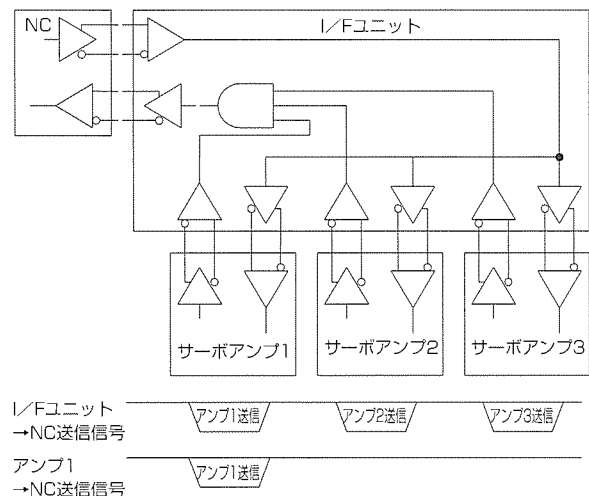 NC
I/Fユニット
サーボアンプ1
サーボアンプ2
サーボアンプ3
I/Fユニット
→NC送信信号
アンプ1送信
アンプ2送信
アンプ3送信
アンプ1
→NC送信信号
アンプ1送信